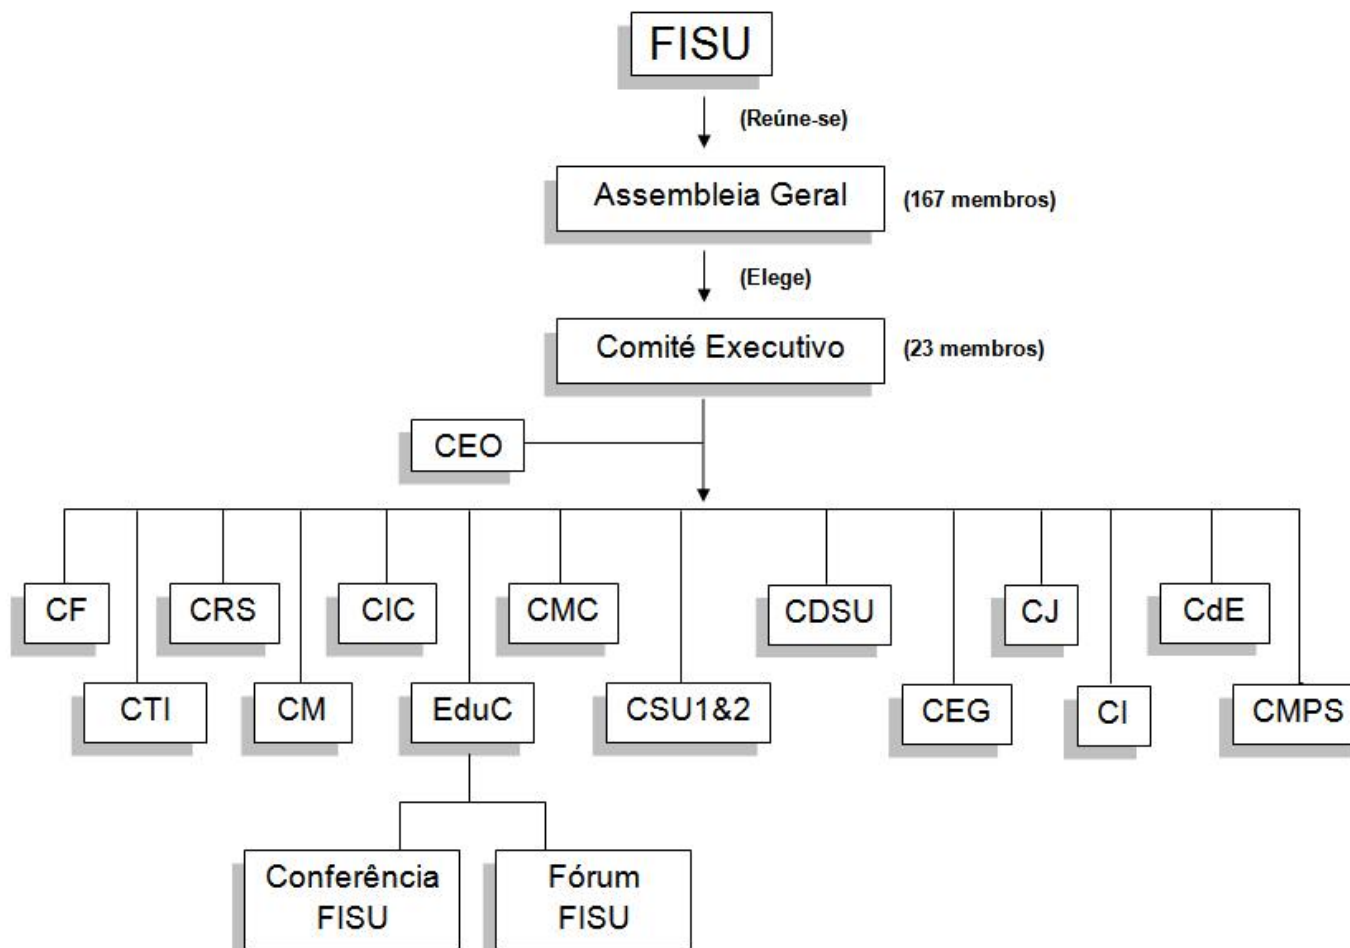 FISU
(Reúne-se)
Assembleia Geral
(167 membros)
(Elege)
Comité Executivo
(23 membros)
CEO
CF
CRS
CIC
CMC
CDSU
CJ
CdE
CTI
CM
EduC
CSU1&2
CEG
CI
CMPS
Conferência
FISU
Fórum
FISU